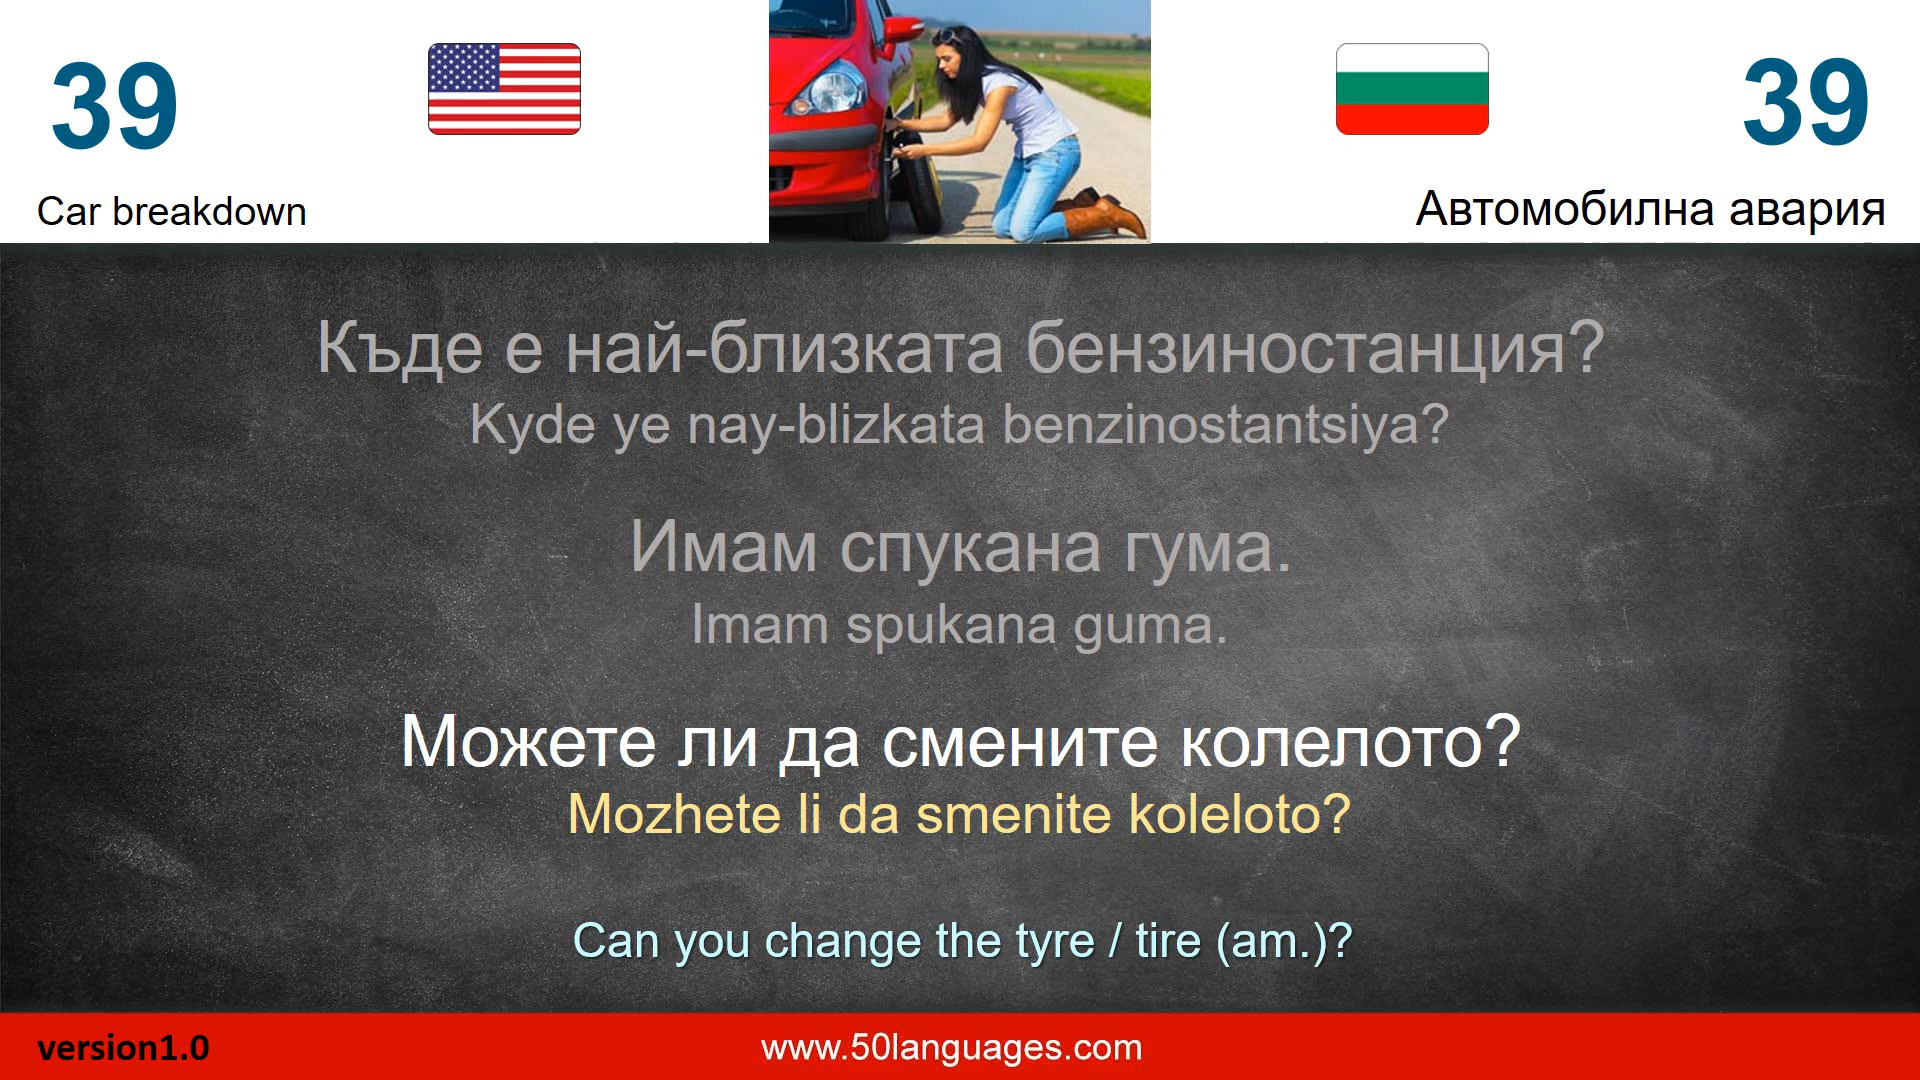 39
39
Car breakdown
Автомобилна авария
Къде е най-близката бензиностанция?
Kyde ye nay-blizkata benzinostantsiya?
Имам спукана гума.
Imam spukana guma.
Можете ли да смените колелото?
Mozhete li da smenite koleloto?
Can you change the tyre / tire (am.)?
version1.0
www.50languages.com